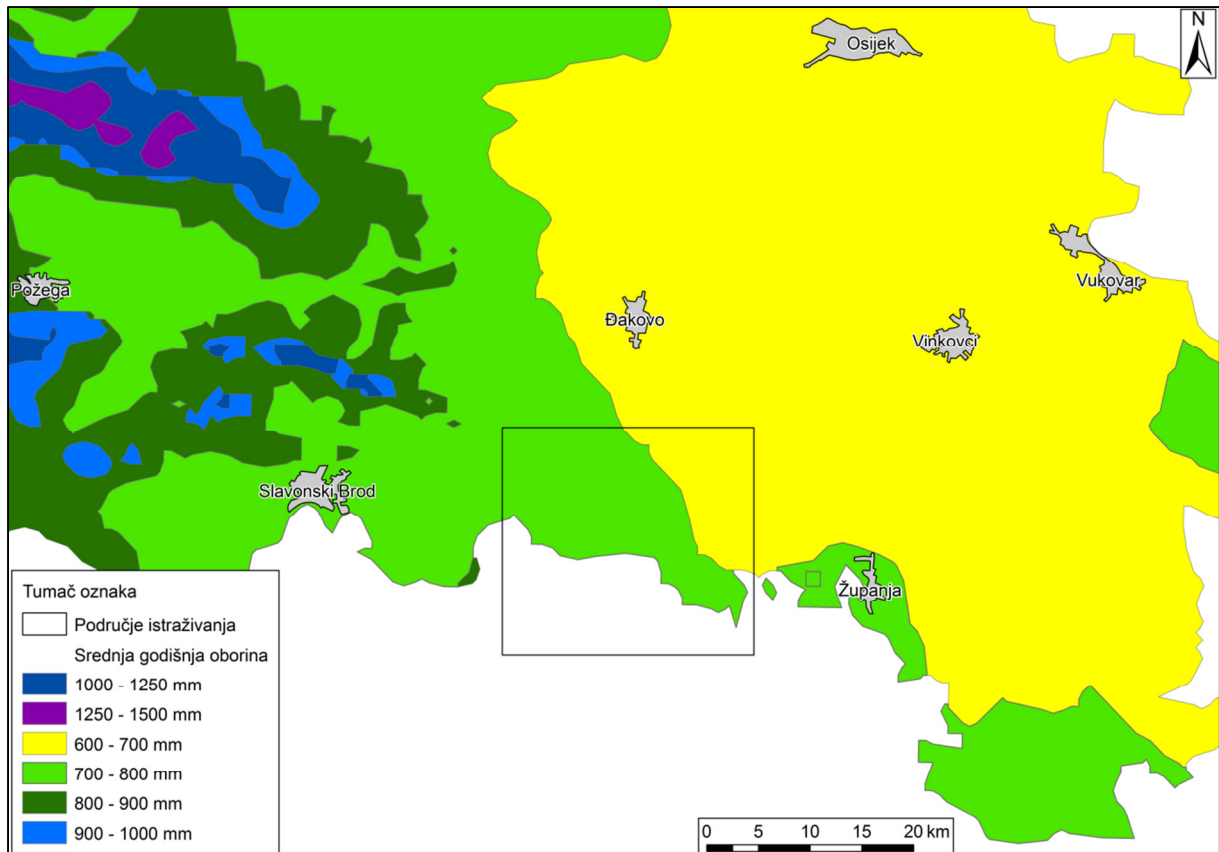 N
Osijek
Vukovar
Požega
Đakovo
Vinkovci
Slavonski Brod
Županja
Tumač oznaka
Područje istraživanja
Srednja godišnja oborina
1000 - 1250 mm
1250 - 1500 mm
600 - 700 mm
700 - 800 mm
800 - 900 mm
900 - 1000 mm
0 5 10 15 20 km